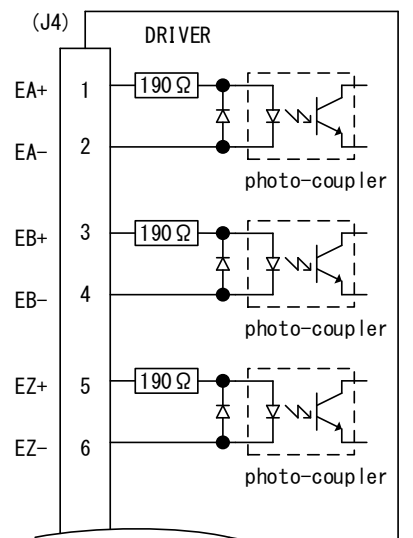 (J4)
DRIVER
EA+ 1 190Ω
EA- 2
photo-coupler
EB+ 3 190Ω
EB- 4
photo-coupler
EZ+ 5 190Ω
EZ- 6
photo-coupler